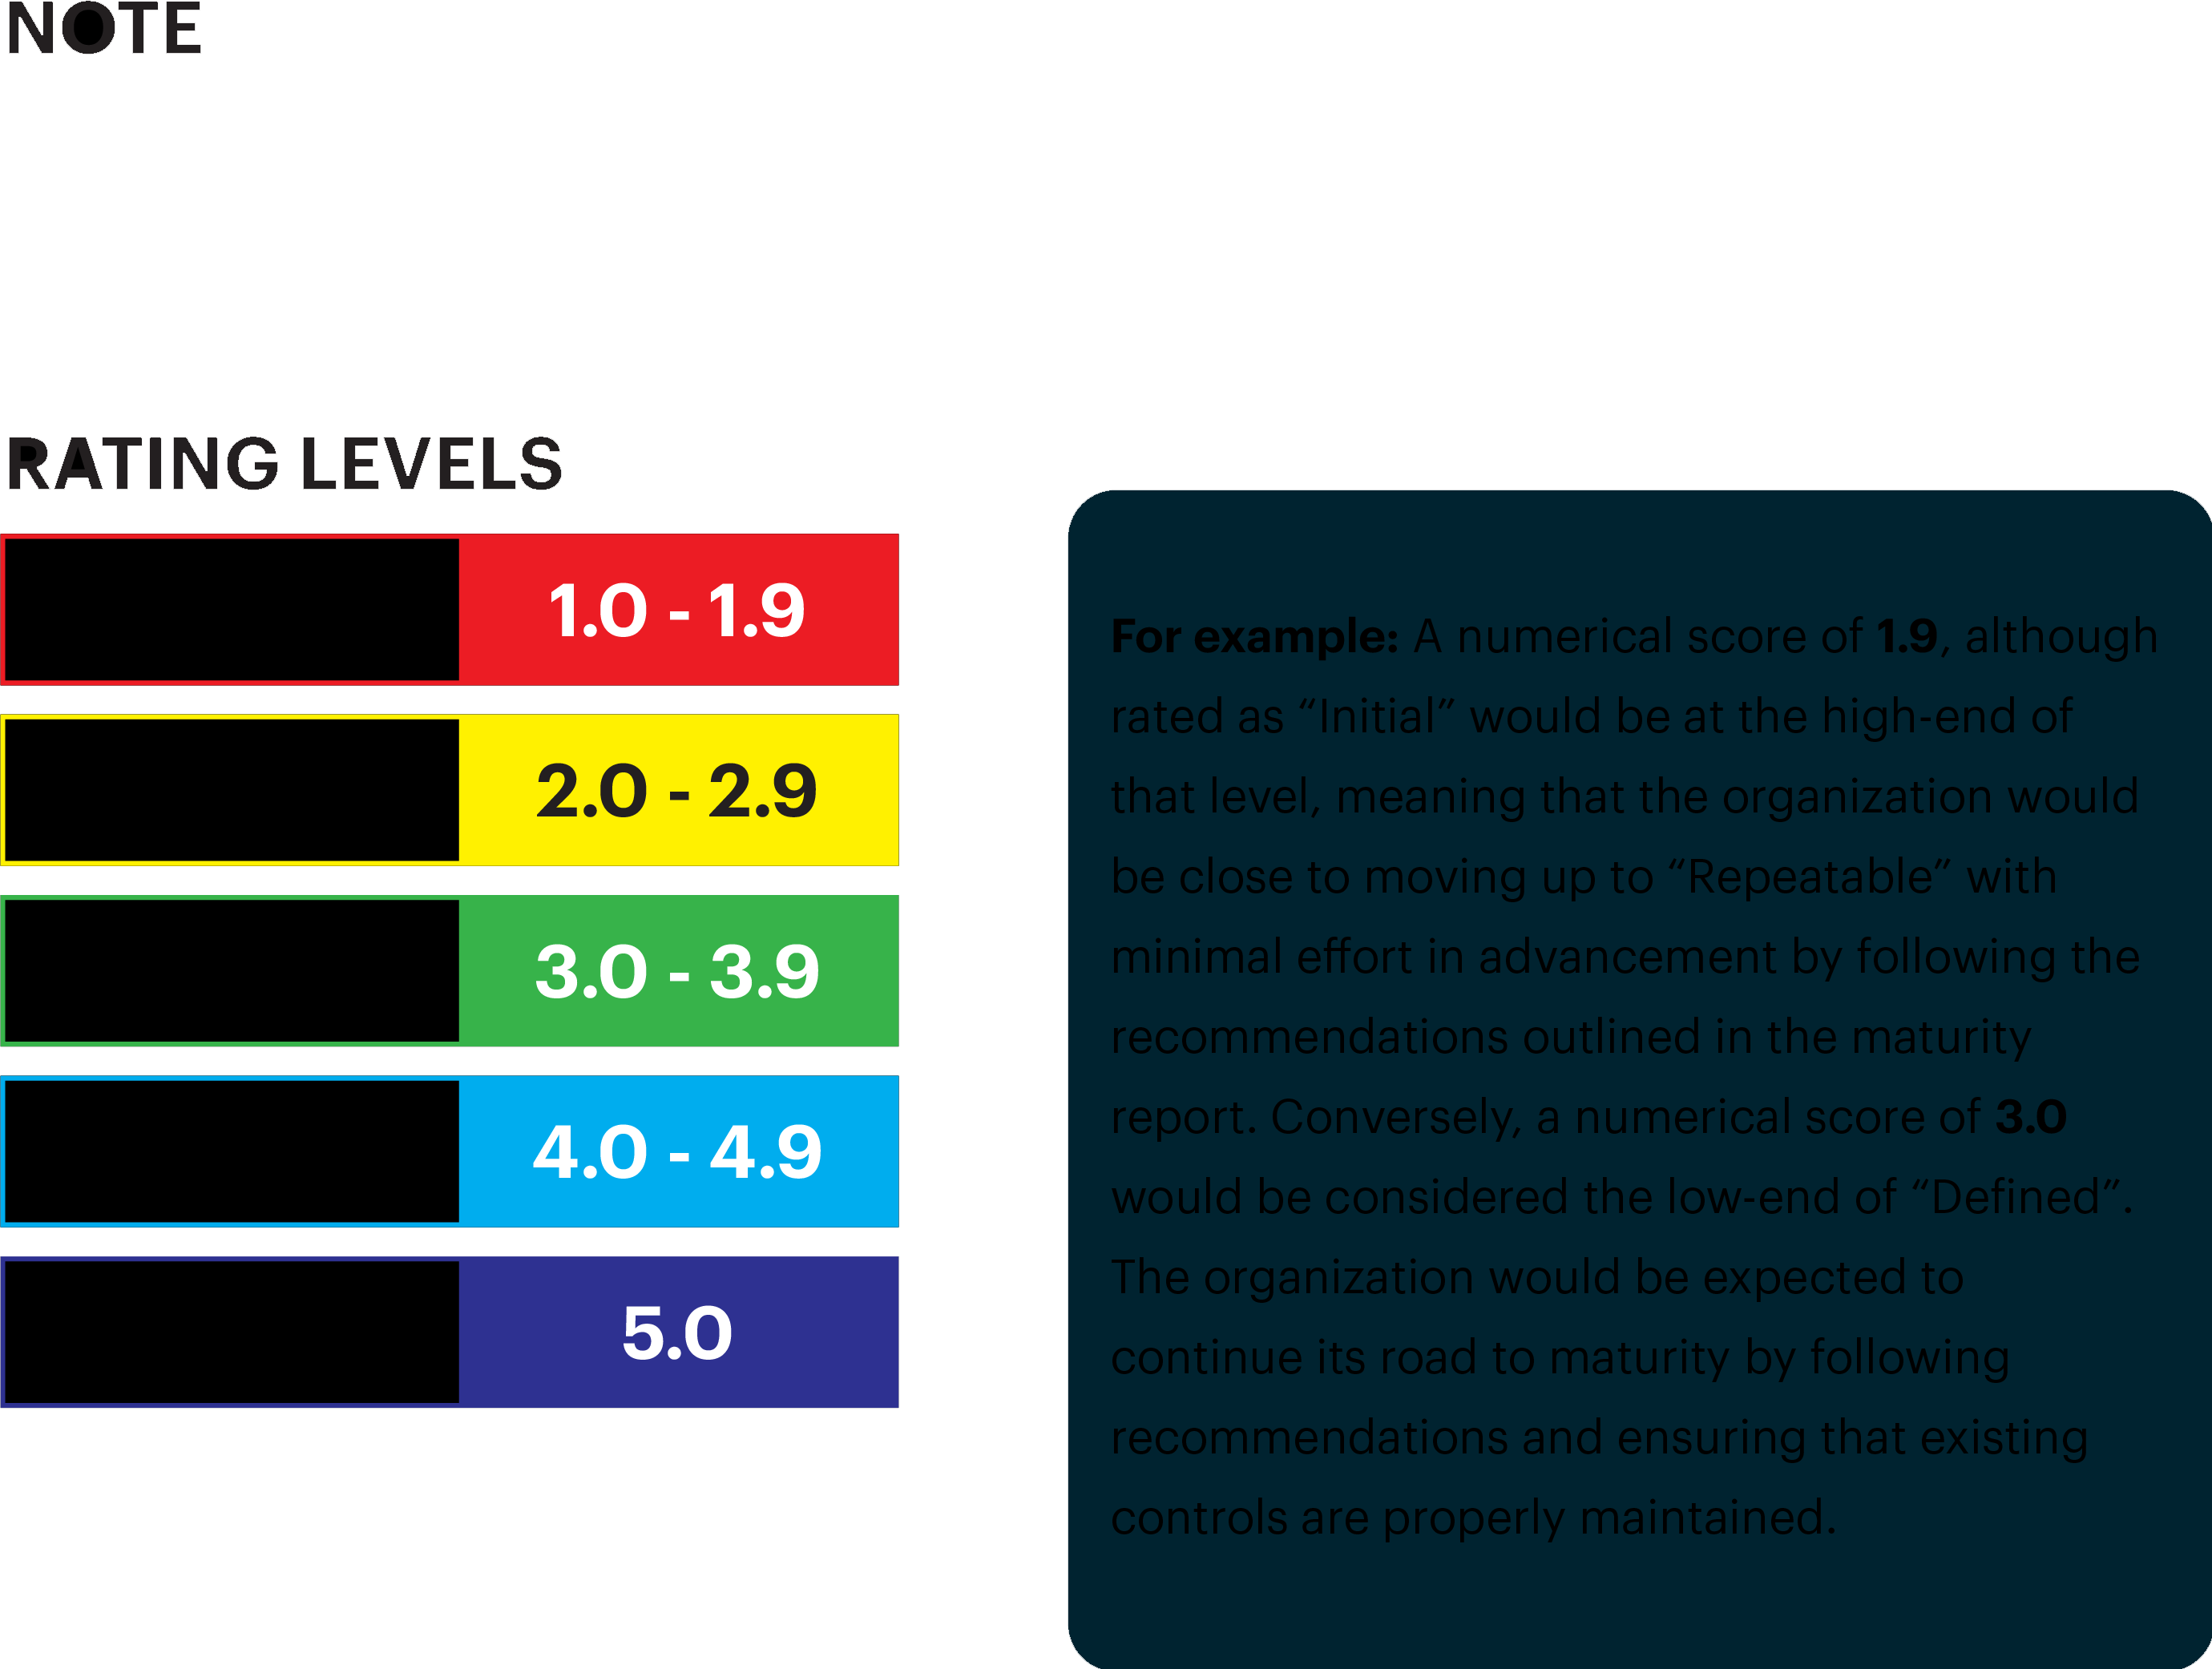 NOTE
RATING LEVELS
1.0 - 1.9
2.0 - 2.9
3.0 - 3.9
4.0 - 4.9
5.0
For example: A numerical score of 1.9, although
rated as “Initial” would be at the high-end of
that level, meaning that the organization would
be close to moving up to “Repeatable” with
minimal effort in advancement by following the
recommendations outlined in the maturity
report. Conversely, a numerical score of 3.0
would be considered the low-end of “Defined”.
The organization would be expected to
continue its road to maturity by following
recommendations and ensuring that existing
controls are properly maintained.